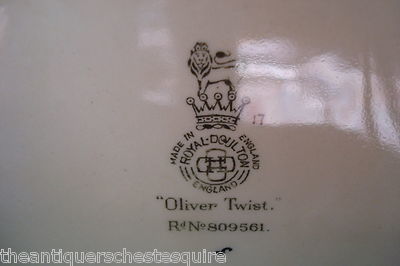 17
MADE IN ENGLAND
ROYAL-DOULTON
ENGLAND
"Oliver Twist."
Rd No 809561.
theantiquerschestesquire